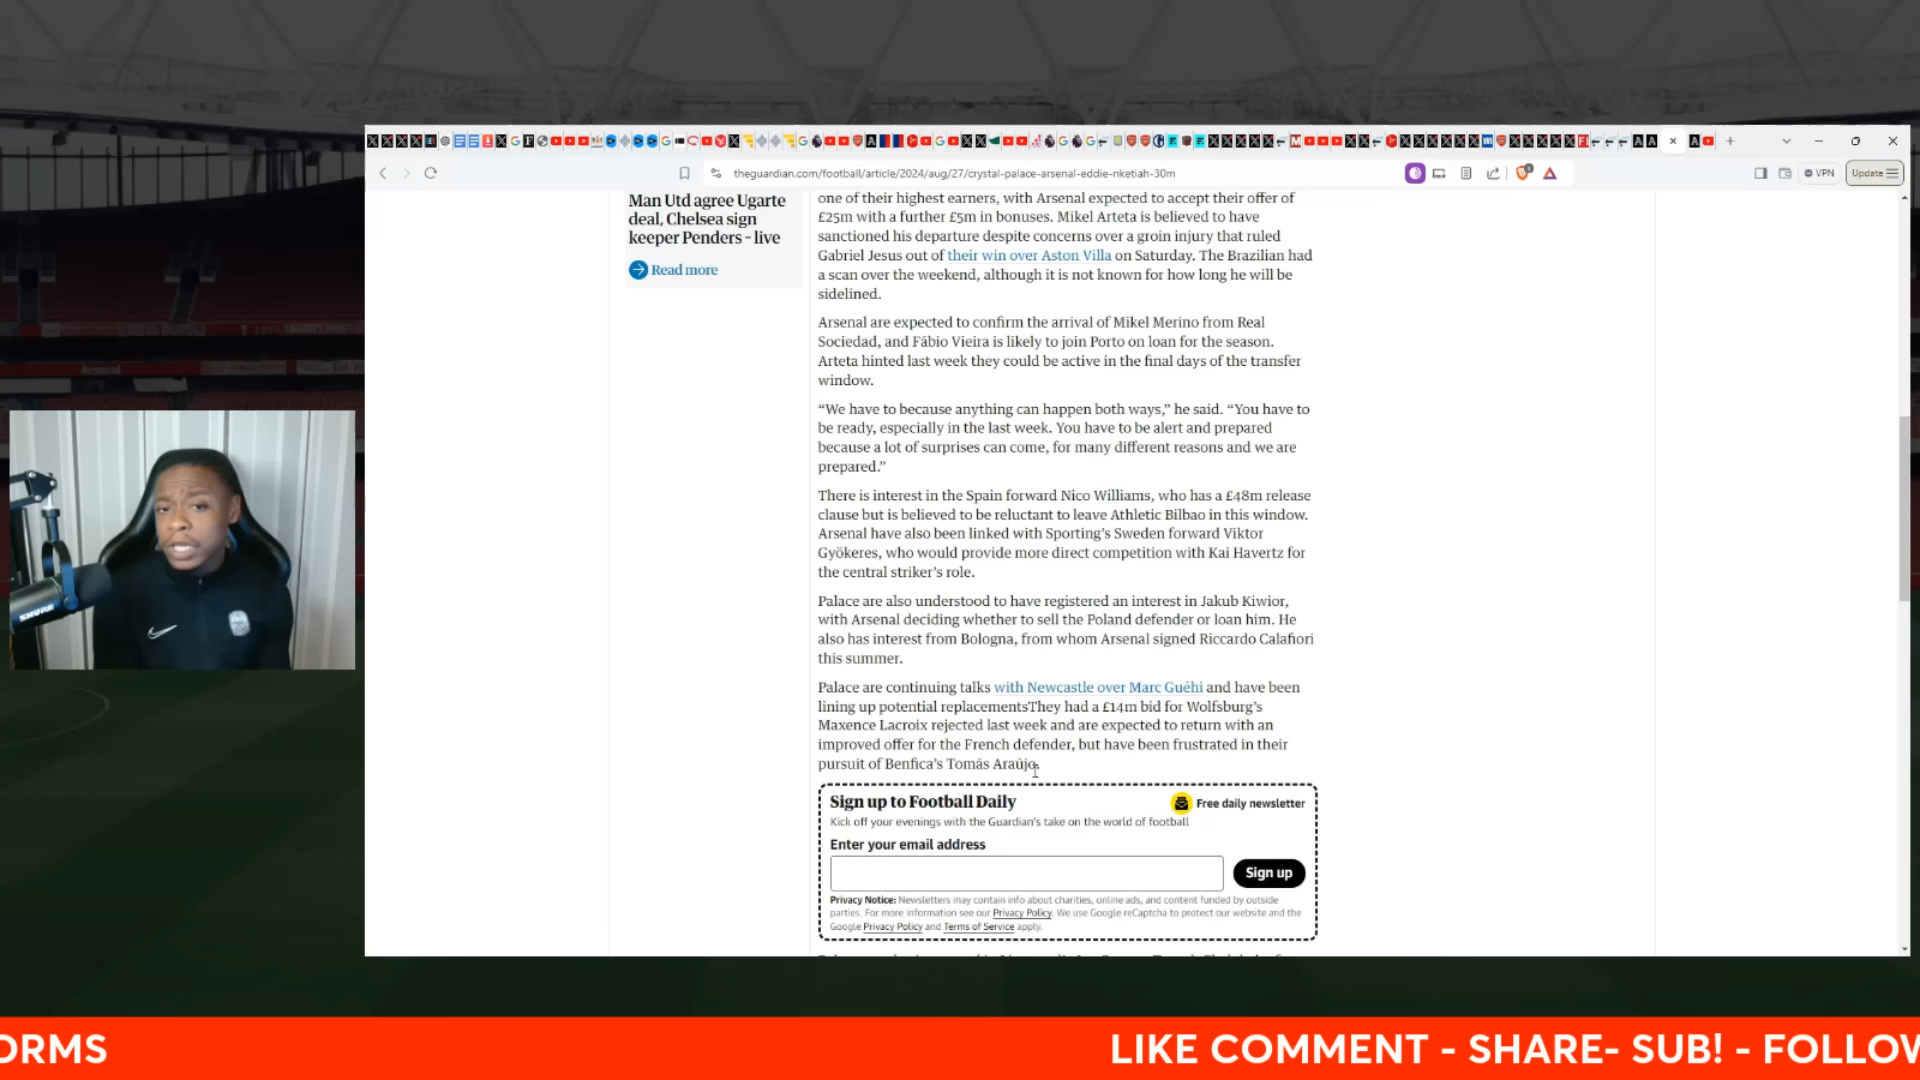 theguardian.com/football/article/2024/aug/27/crystal-palace-arsenal-eddie-nketiah-30m
VPN
Update
Man Utd agree Ugarte
deal, Chelsea sign
keeper Penders – live
Read more
one of their highest earners, with Arsenal expected to accept their offer of
£25m with a further £5m in bonuses. Mikel Arteta is believed to have
sanctioned his departure despite concerns over a groin injury that ruled
Gabriel Jesus out of their win over Aston Villa on Saturday. The Brazilian had
a scan over the weekend, although it is not known for how long he will be
sidelined.
Arsenal are expected to confirm the arrival of Mikel Merino from Real
Sociedad, and Fábio Vieira is likely to join Porto on loan for the season.
Arteta hinted last week they could be active in the final days of the transfer
window.
“We have to because anything can happen both ways,” he said. “You have to
be ready, especially in the last week. You have to be alert and prepared
because a lot of surprises can come, for many different reasons and we are
prepared.”
There is interest in the Spain forward Nico Williams, who has a £48m release
clause but is believed to be reluctant to leave Athletic Bilbao in this window.
Arsenal have also been linked with Sporting’s Sweden forward Viktor
Gyökeres, who would provide more direct competition with Kai Havertz for
the central striker’s role.
Palace are also understood to have registered an interest in Jakub Kiwior,
with Arsenal deciding whether to sell the Poland defender or loan him. He
also has interest from Bologna, from whom Arsenal signed Riccardo Calafiori
this summer.
Palace are continuing talks with Newcastle over Marc Guéhi and have been
lining up potential replacementsThey had a £14m bid for Wolfsburg’s
Maxence Lacroix rejected last week and are expected to return with an
improved offer for the French defender, but have been frustrated in their
pursuit of Benfica’s Tomás Araújo.
Sign up to Football Daily
Free daily newsletter
Kick off your evenings with the Guardian's take on the world of football
Enter your email address
Sign up
Privacy Notice: Newsletters may contain info about charities, online ads, and content funded by outside
parties. For more information see our Privacy Policy. We use Google reCaptcha to protect our website and the
Google Privacy Policy and Terms of Service apply.
SHURE
Arsenal
ORMS
LIKE COMMENT - SHARE- SUB! - FOLLOW